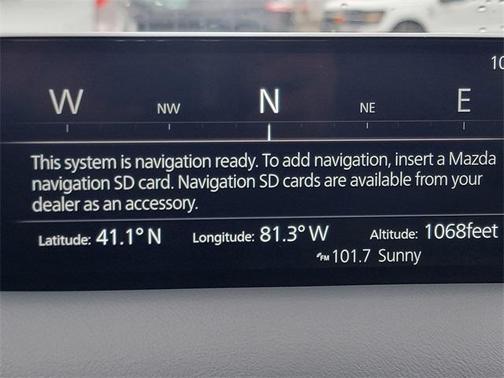 10
W NW N NE E
This system is navigation ready. To add navigation, insert a Mazda
navigation SD card. Navigation SD cards are available from your
dealer as an accessory.
Latitude: 41.1° N Longitude: 81.3° W Altitude: 1068feet
FM 101.7 Sunny